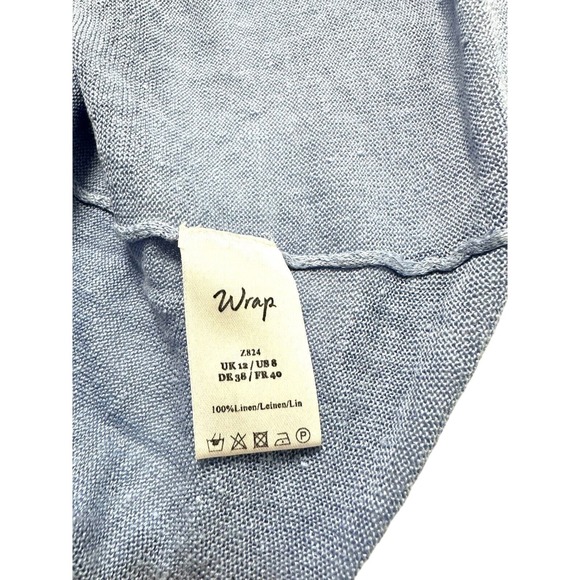 Wrap
Z824
UK 12 / US 8
DE 38 / FR 40
100%Linen/Leinen/Lin
P